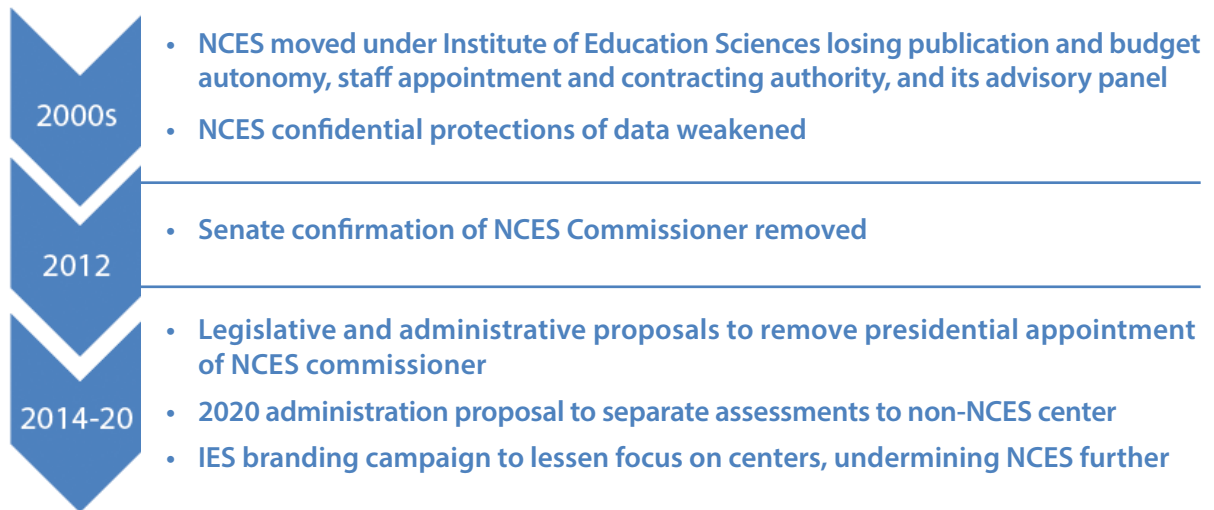 2000s
• NCES moved under Institute of Education Sciences losing publication and budget
autonomy, staff appointment and contracting authority, and its advisory panel
• NCES confidential protections of data weakened
2012
• Senate confirmation of NCES Commissioner removed
2014-20
• Legislative and administrative proposals to remove presidential appointment
of NCES commissioner
• 2020 administration proposal to separate assessments to non-NCES center
• IES branding campaign to lessen focus on centers, undermining NCES further